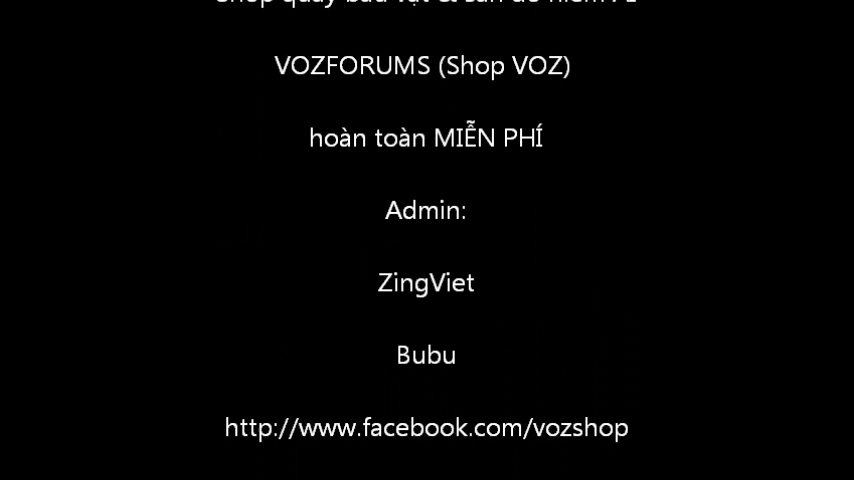 VOZFORUMS (Shop VOZ)
hoàn toàn MIỄN PHÍ
Admin:
ZingViet
Bubu
http://www.facebook.com/vozshop